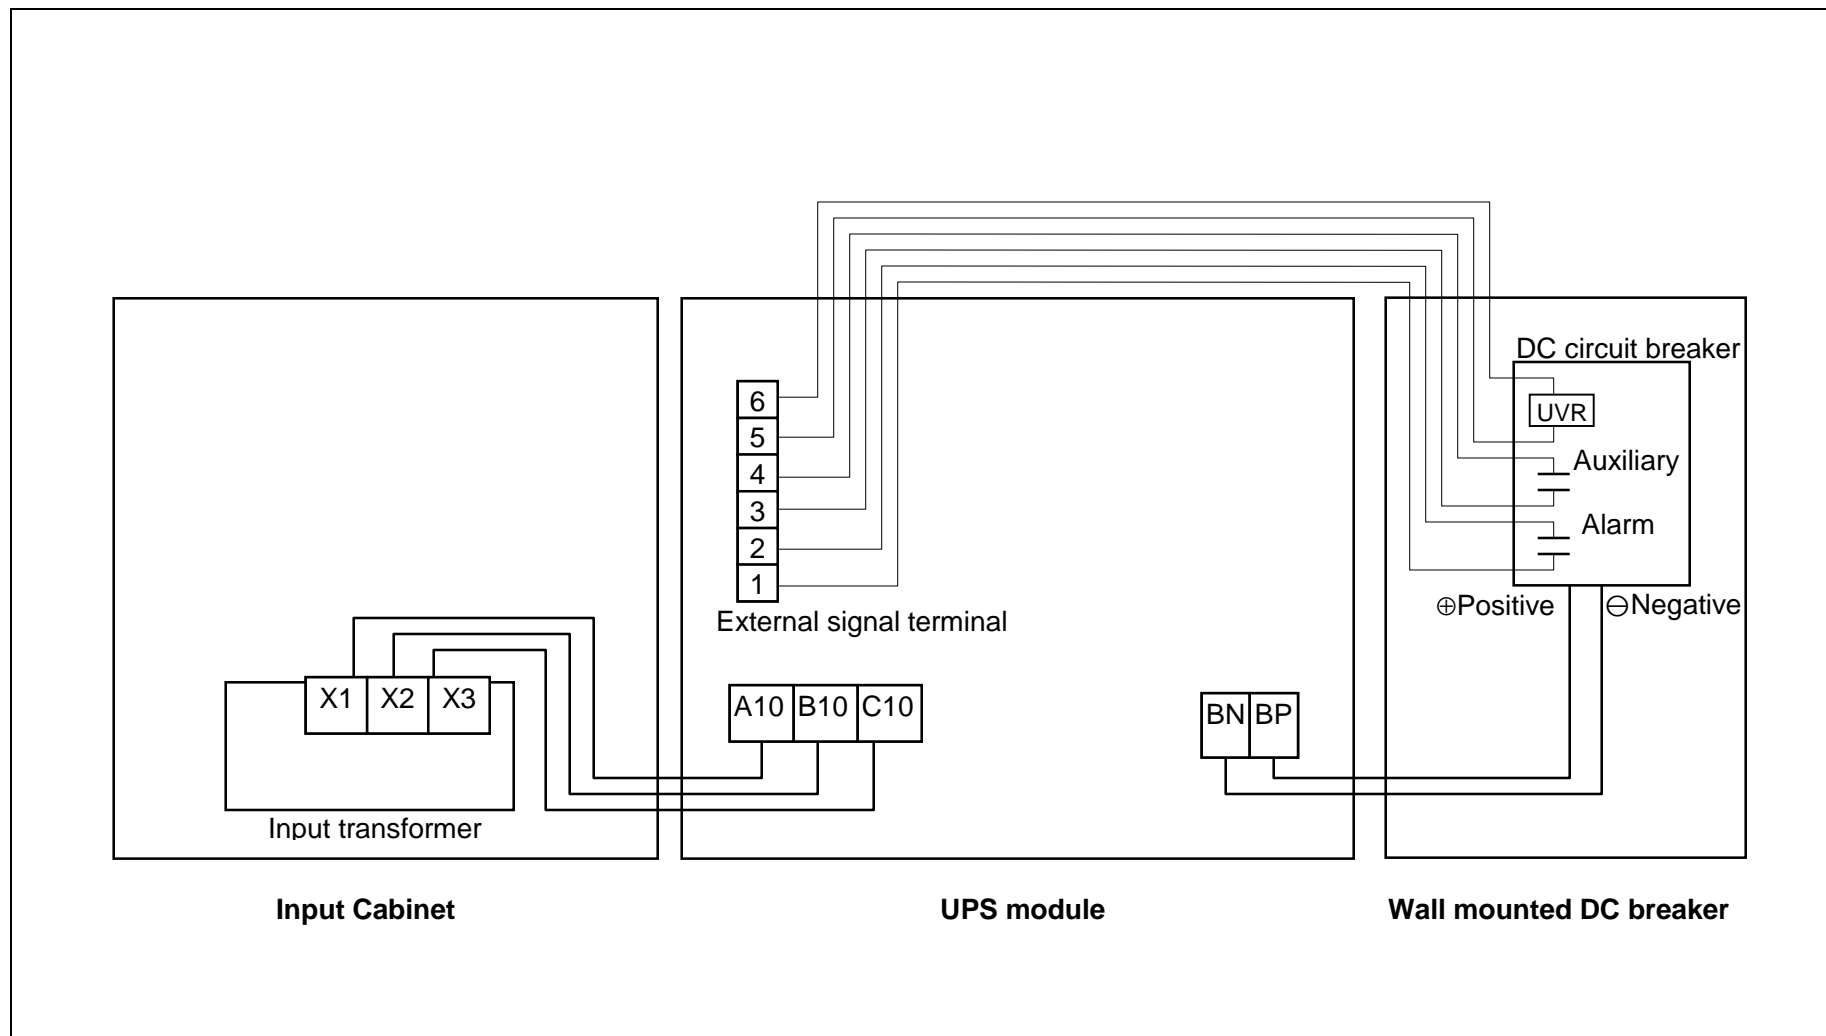 DC circuit breaker
6
UVR
5
4
Auxiliary
3
Alarm
2
1
⊕Positive
⊖Negative
External signal terminal
X1
X2
X3
A10
B10
C10
BN
BP
Input transformer
Input Cabinet
UPS module
Wall mounted DC breaker